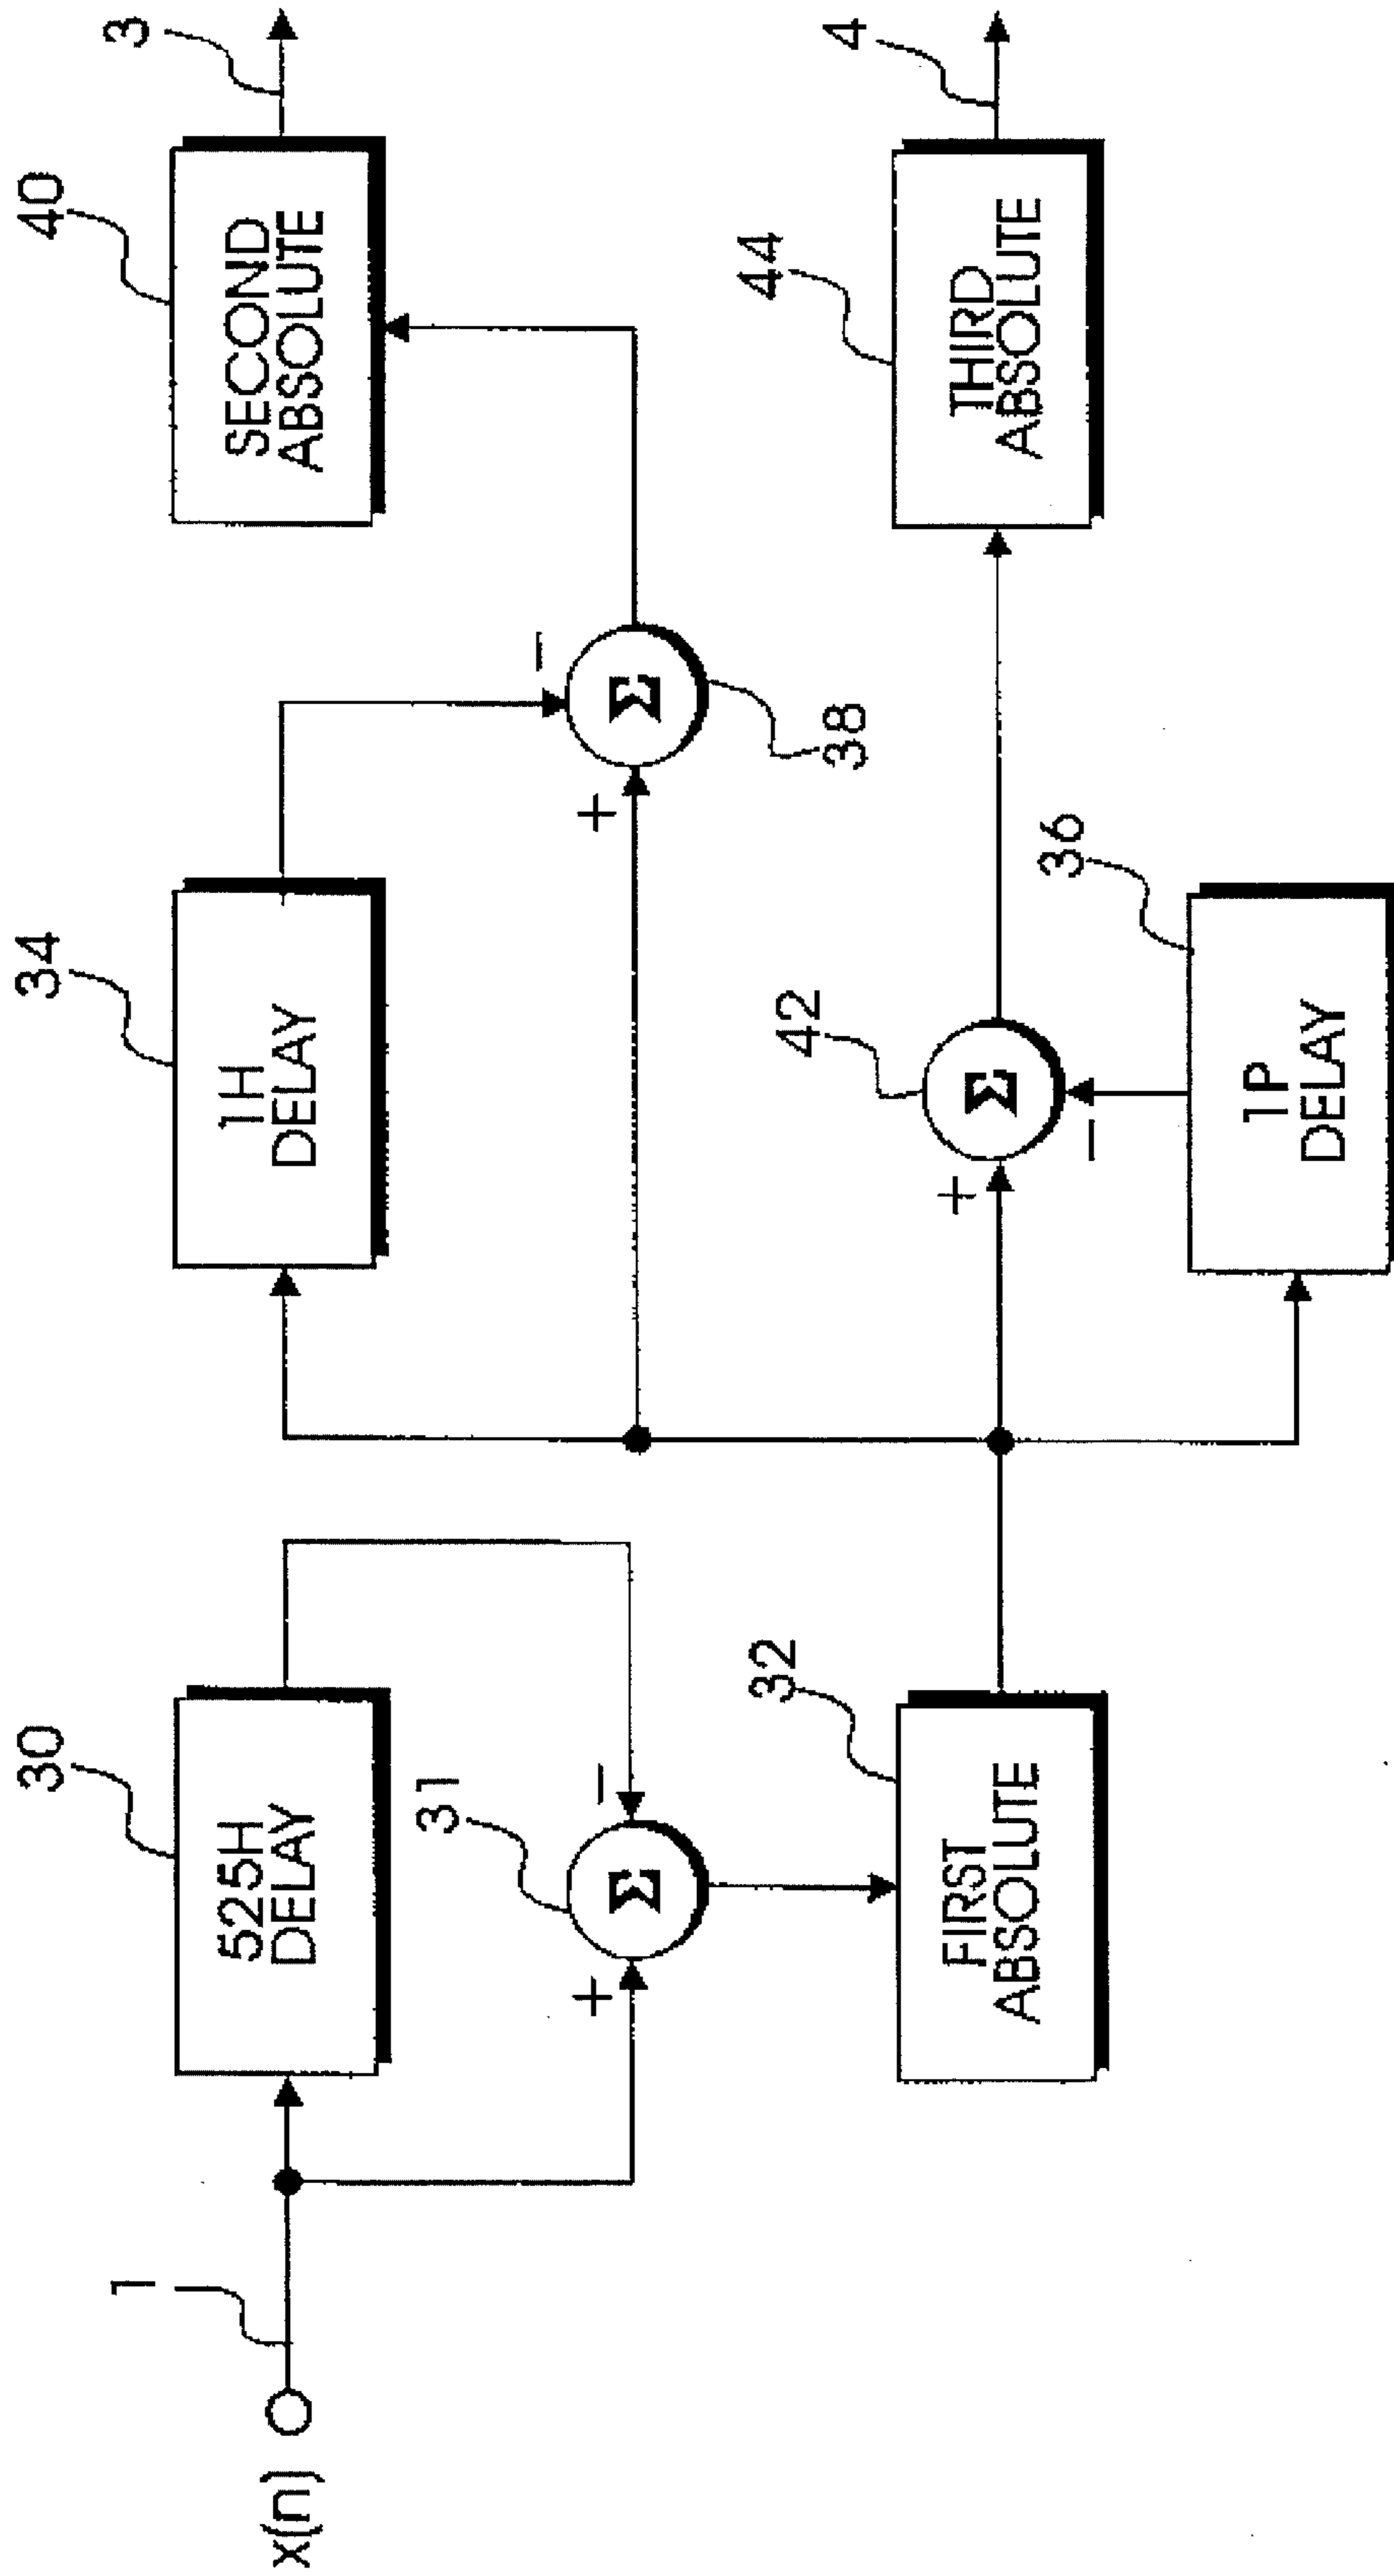 x(n)
1
30
525H
DELAY
31
+
−
Σ
32
FIRST
ABSOLUTE
34
1H
DELAY
+
−
Σ
38
40
SECOND
ABSOLUTE
3
42
+
−
Σ
36
1P
DELAY
44
THIRD
ABSOLUTE
4